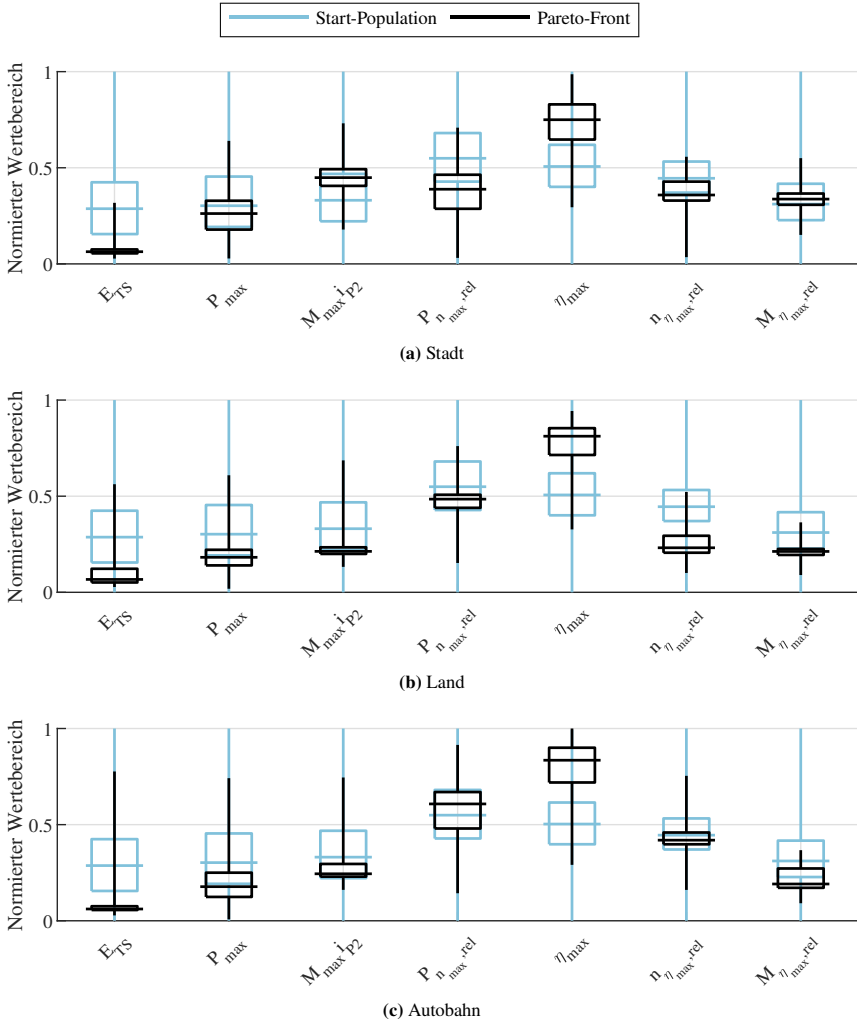 Start-Population Pareto-Front
Normierter Wertebereich
1
0.5
0
E_TS P_max M_max i_P2 P_n_max,rel η_max n_η_max,rel M_η_max,rel
(a) Stadt
Normierter Wertebereich
1
0.5
0
E_TS P_max M_max i_P2 P_n_max,rel η_max n_η_max,rel M_η_max,rel
(b) Land
Normierter Wertebereich
1
0.5
0
E_TS P_max M_max i_P2 P_n_max,rel η_max n_η_max,rel M_η_max,rel
(c) Autobahn